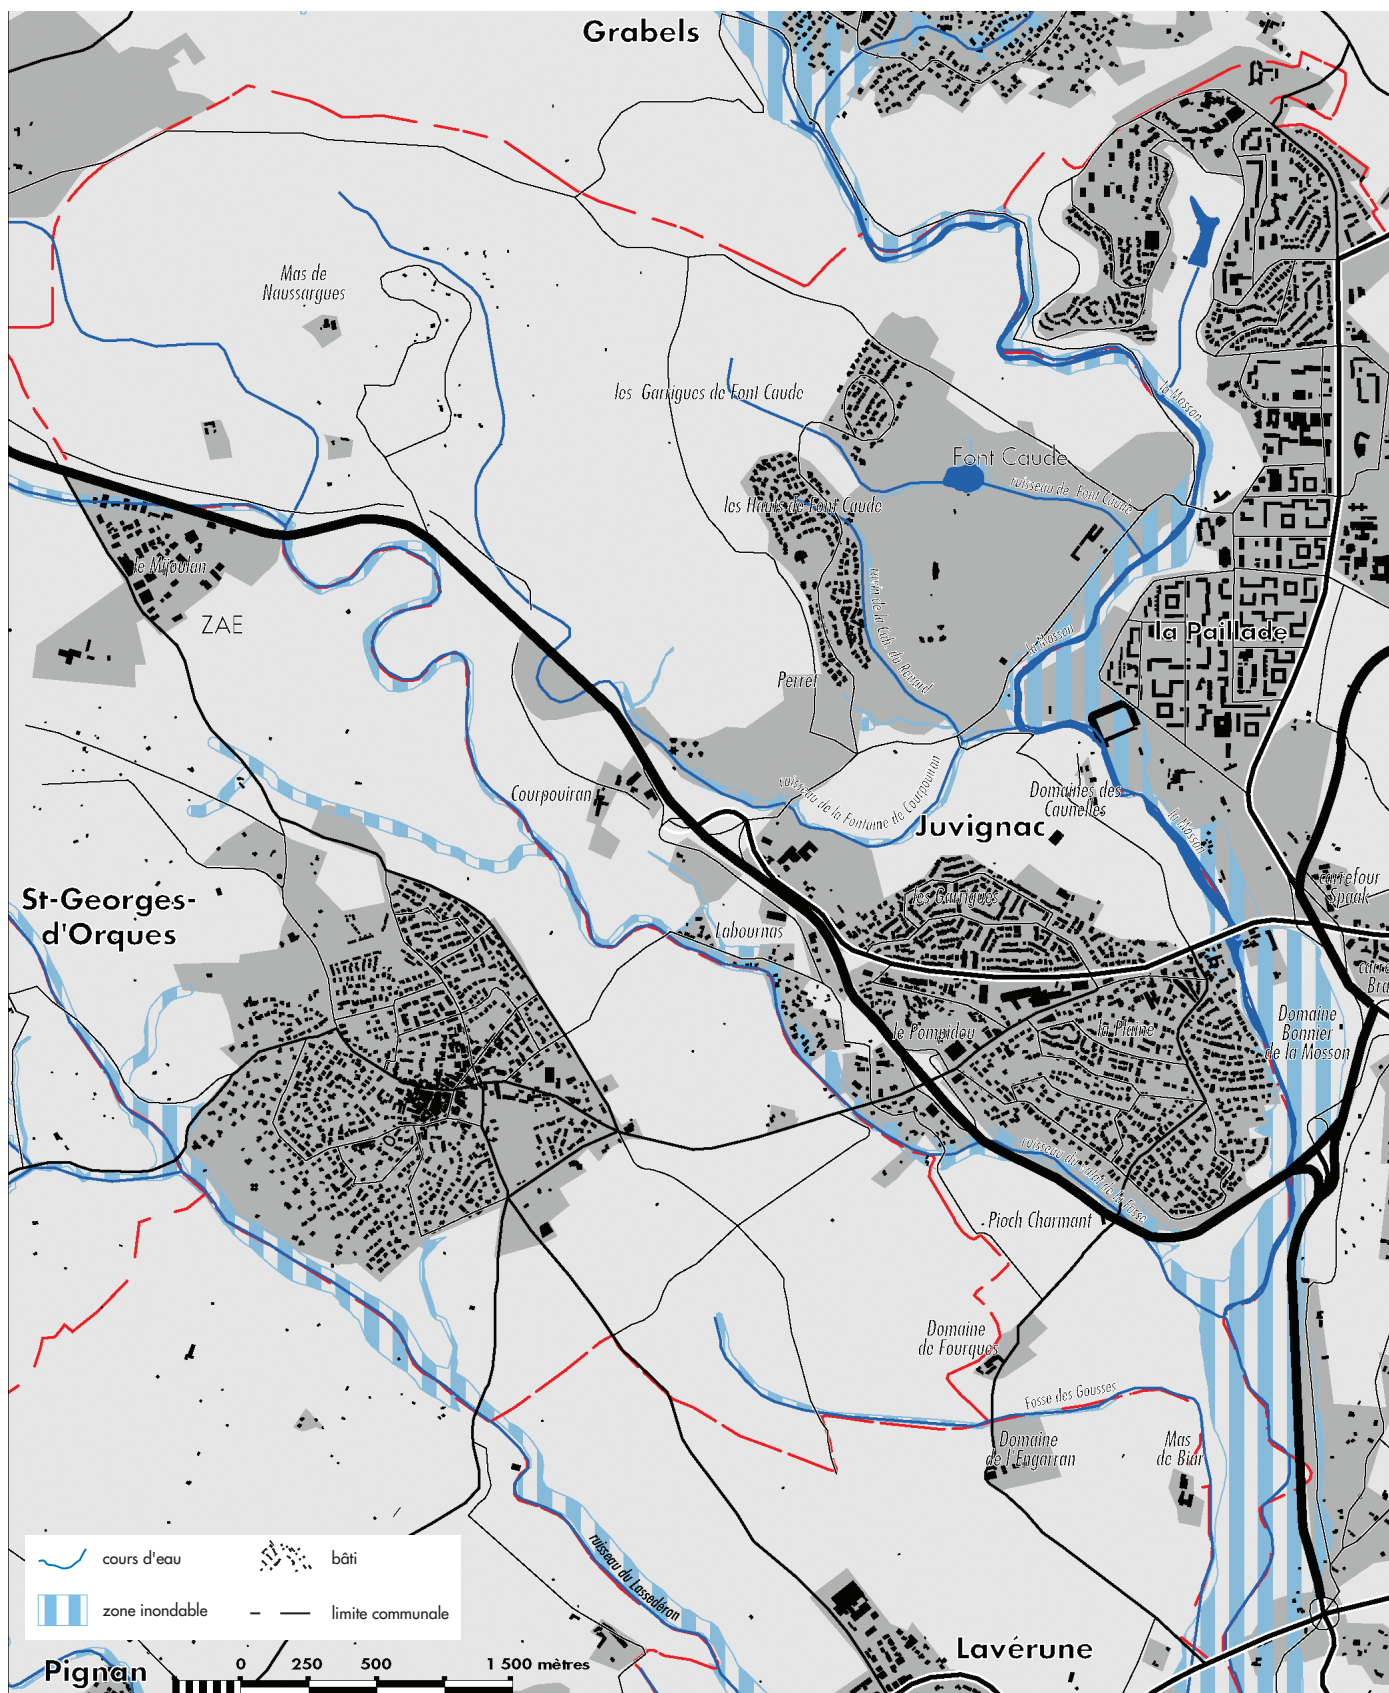 Grabels
Mas de
Naussargues
les Garrigues de Font Caude
la Mosson
Font Caude
ruisseau de Font Caude
les Hauts de Font Caude
le Mijoulan
ZAE
la Mosson
la Paillade
Perret
Courpouiran
ruisseau de la Fontaine de Courpouiran
Domaines des
Caunelles
la Mosson
Juvignac
carrefour
Spaak
les Garrigues
St-Georges-
d'Orques
Labournas
carre
Bra
Domaine
Bonnier
de la Mosson
le Pompidou
la Plaine
Pioch Charmant
Domaine
de Fourques
Fosse des Gousses
Domaine
de l'Engarran
Mas
de Biar
ruisseau du Lassedéron
cours d'eau
bâti
zone inondable
limite communale
Pignan
0 250 500 1 500 mètres
Lavérune